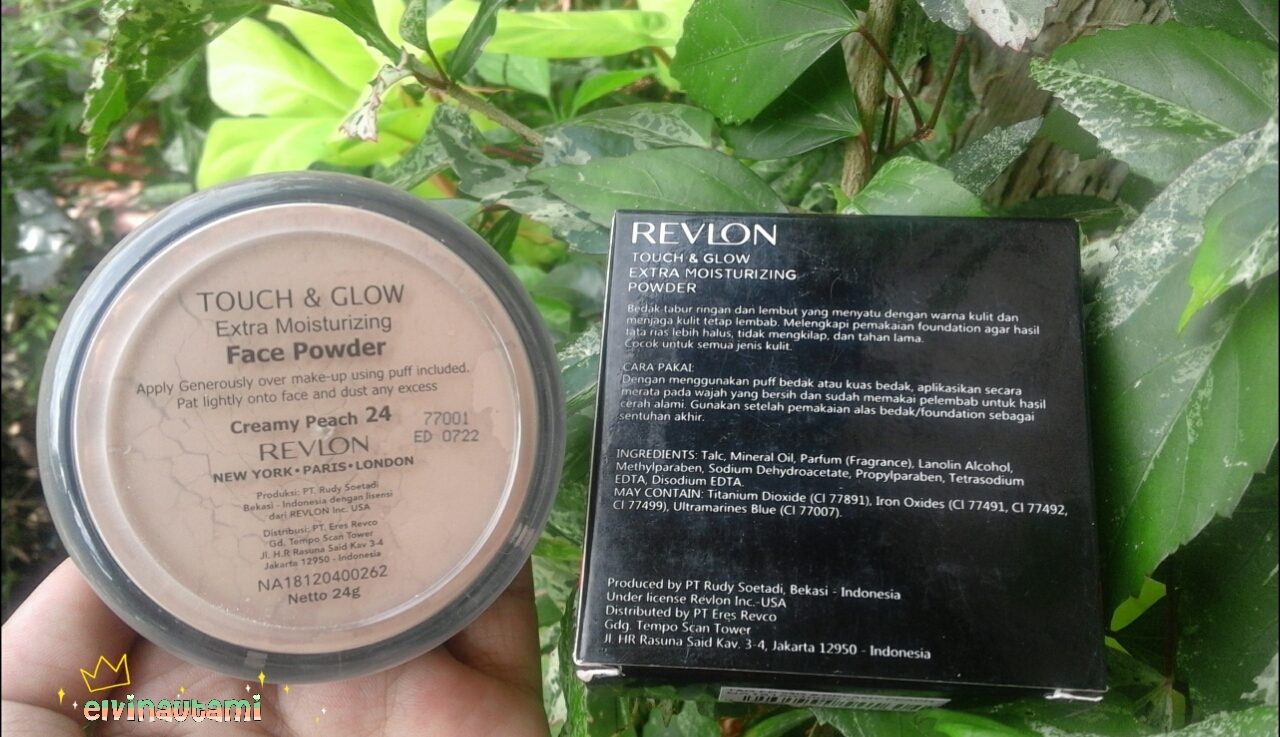 TOUCH & GLOW
Extra Moisturizing
Face Powder
Apply Generously over make-up using puff included.
Pat lightly onto face and dust any excess
Creamy Peach 24
77001
ED 0722
REVLON
NEW YORK • PARIS • LONDON
Produksi: PT. Rudy Soetadi
Bekasi - Indonesia dengan lisensi
dari REVLON Inc. USA
Distribusi: PT. Eres Revco
Gd. Tempo Scan Tower
Jl. H.R Rasuna Said Kav 3-4
Jakarta 12950 - Indonesia
NA18120400262
Netto 24g
REVLON
TOUCH & GLOW
EXTRA MOISTURIZING
POWDER
Bedak tabur ringan dan lembut yang menyatu dengan warna kulit dan
menjaga kulit tetap lembab. Melengkapi pemakaian foundation agar hasil
tata rias lebih halus, tidak mengkilap, dan tahan lama.
Cocok untuk semua jenis kulit.
CARA PAKAI:
Dengan menggunakan puff bedak atau kuas bedak, aplikasikan secara
merata pada wajah yang bersih dan sudah memakai pelembab untuk hasil
cerah alami. Gunakan setelah pemakaian alas bedak/foundation sebagai
sentuhan akhir.
INGREDIENTS: Talc, Mineral Oil, Parfum (Fragrance), Lanolin Alcohol,
Methylparaben, Sodium Dehydroacetate, Propylparaben, Tetrasodium
EDTA, Disodium EDTA.
MAY CONTAIN: Titanium Dioxide (CI 77891), Iron Oxides (CI 77491, CI 77492,
CI 77499), Ultramarines Blue (CI 77007).
Produced by PT Rudy Soetadi, Bekasi - Indonesia
Under license Revlon Inc.-USA
Distributed by PT Eres Revco
Gdg. Tempo Scan Tower
Jl. HR Rasuna Said Kav. 3-4, Jakarta 12950 - Indonesia
elvinautami